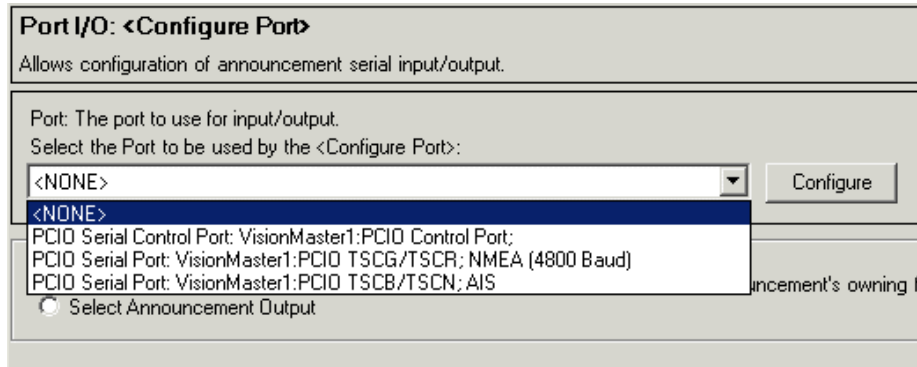 Port I/O: <Configure Port>
Allows configuration of announcement serial input/output.
Port: The port to use for input/output.
Select the Port to be used by the <Configure Port>:
<NONE>
Configure
<NONE>
PCIO Serial Control Port: VisionMaster1:PCIO Control Port;
PCIO Serial Port: VisionMaster1:PCIO TSCG/TSCR; NMEA (4800 Baud)
PCIO Serial Port: VisionMaster1:PCIO TSCB/TSCN; AIS
uncement's owning
Select Announcement Output